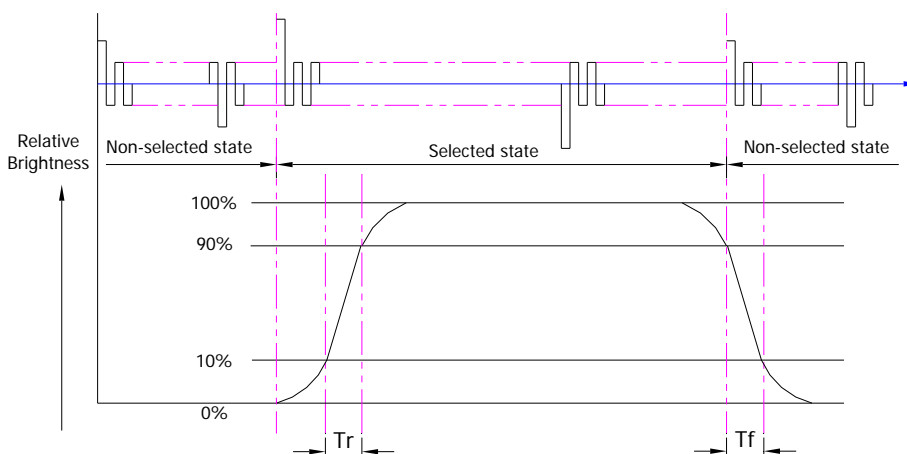 Non-selected state
Selected state
Non-selected state
Relative
Brightness
100%
90%
10%
0%
Tr
Tf